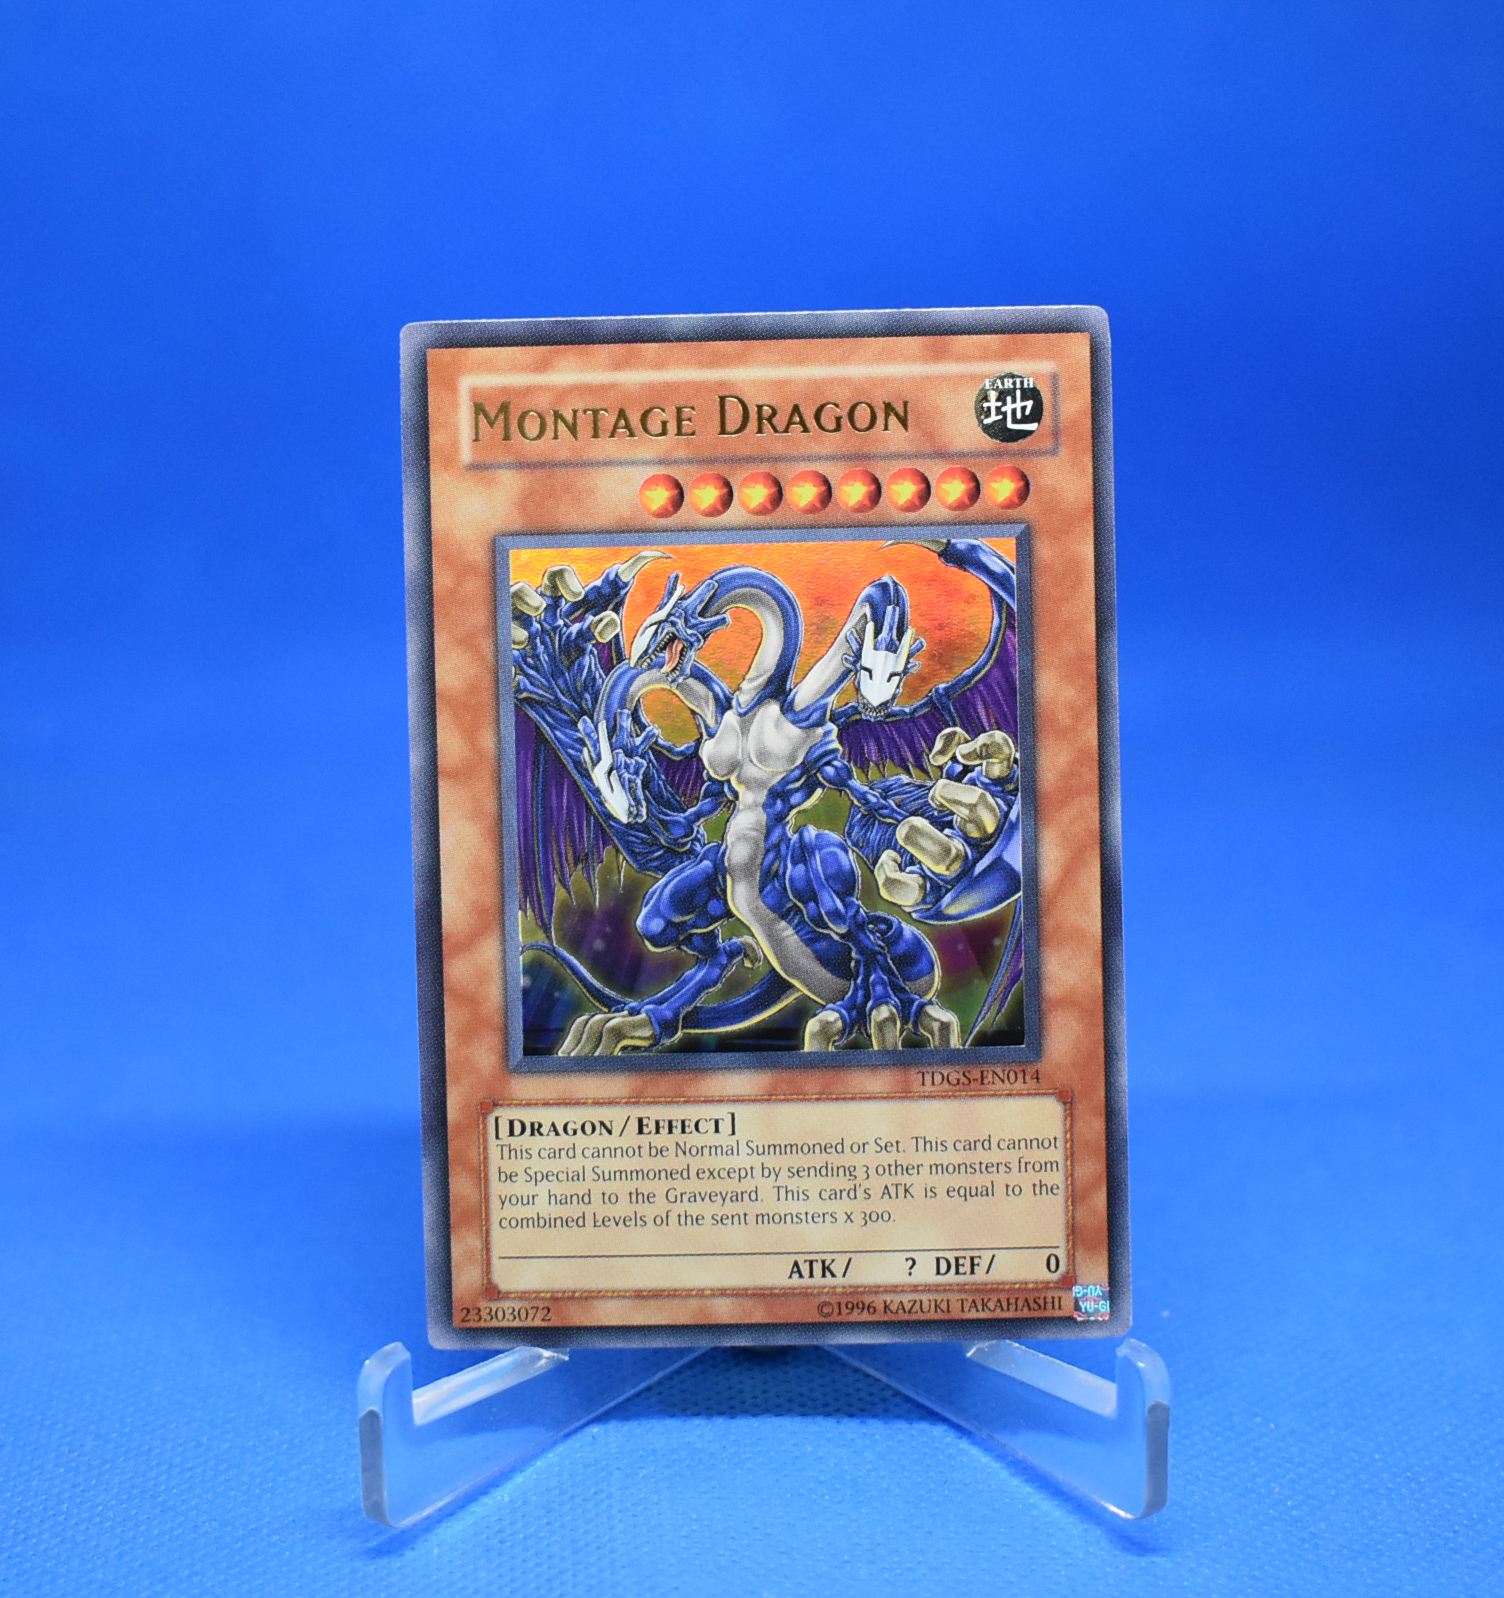 MONTAGE DRAGON
EARTH
地
TDGS-EN014
[DRAGON/EFFECT]
This card cannot be Normal Summoned or Set. This card cannot
be Special Summoned except by sending 3 other monsters from
your hand to the Graveyard. This card's ATK is equal to the
combined Levels of the sent monsters x 300.
ATK/ ? DEF/ 0
23303072
©1996 KAZUKI TAKAHASHI
YU-GI